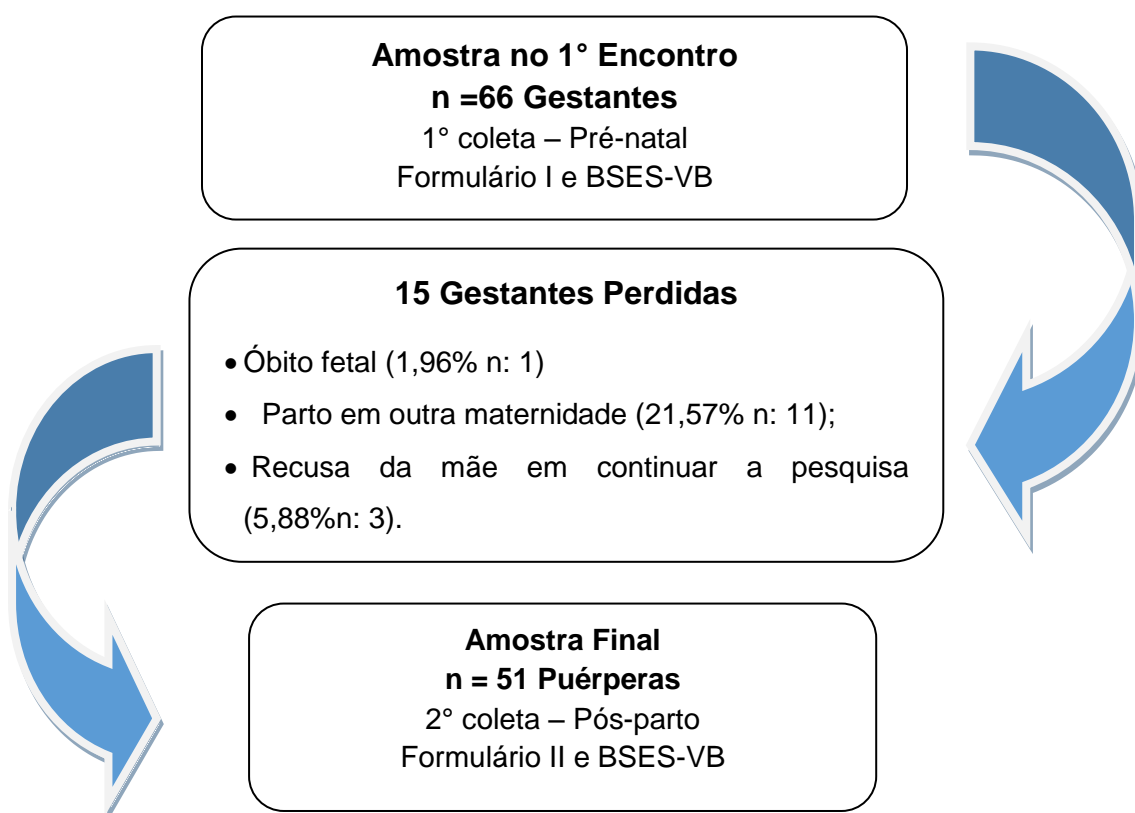 Amostra no 1° Encontro
n =66 Gestantes
1° coleta – Pré-natal
Formulário I e BSES-VB
15 Gestantes Perdidas
• Óbito fetal (1,96% n: 1)
• Parto em outra maternidade (21,57% n: 11);
• Recusa da mãe em continuar a pesquisa
(5,88%n: 3).
Amostra Final
n = 51 Puérperas
2° coleta – Pós-parto
Formulário II e BSES-VB